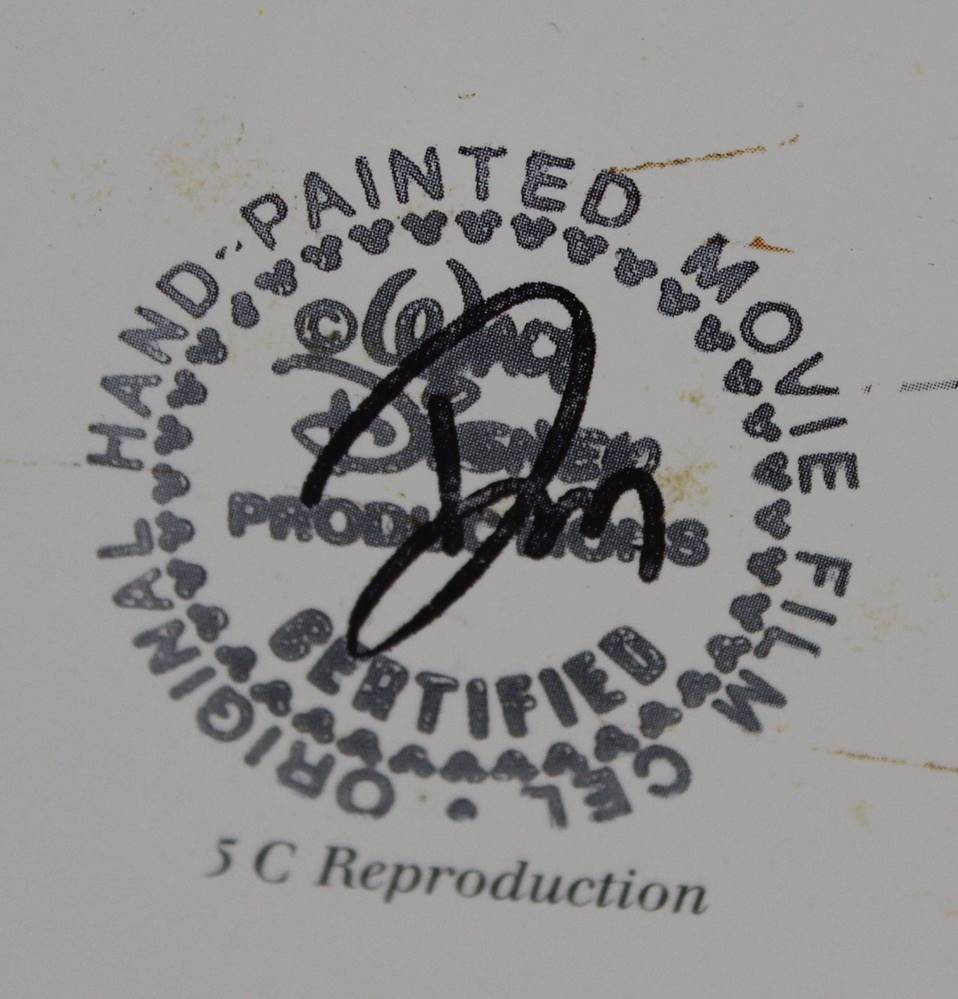 ORIGINAL HAND-PAINTED MOVIE FILM CEL •
©
DISNEY
PRODUCTIONS
CERTIFIED
5 C Reproduction